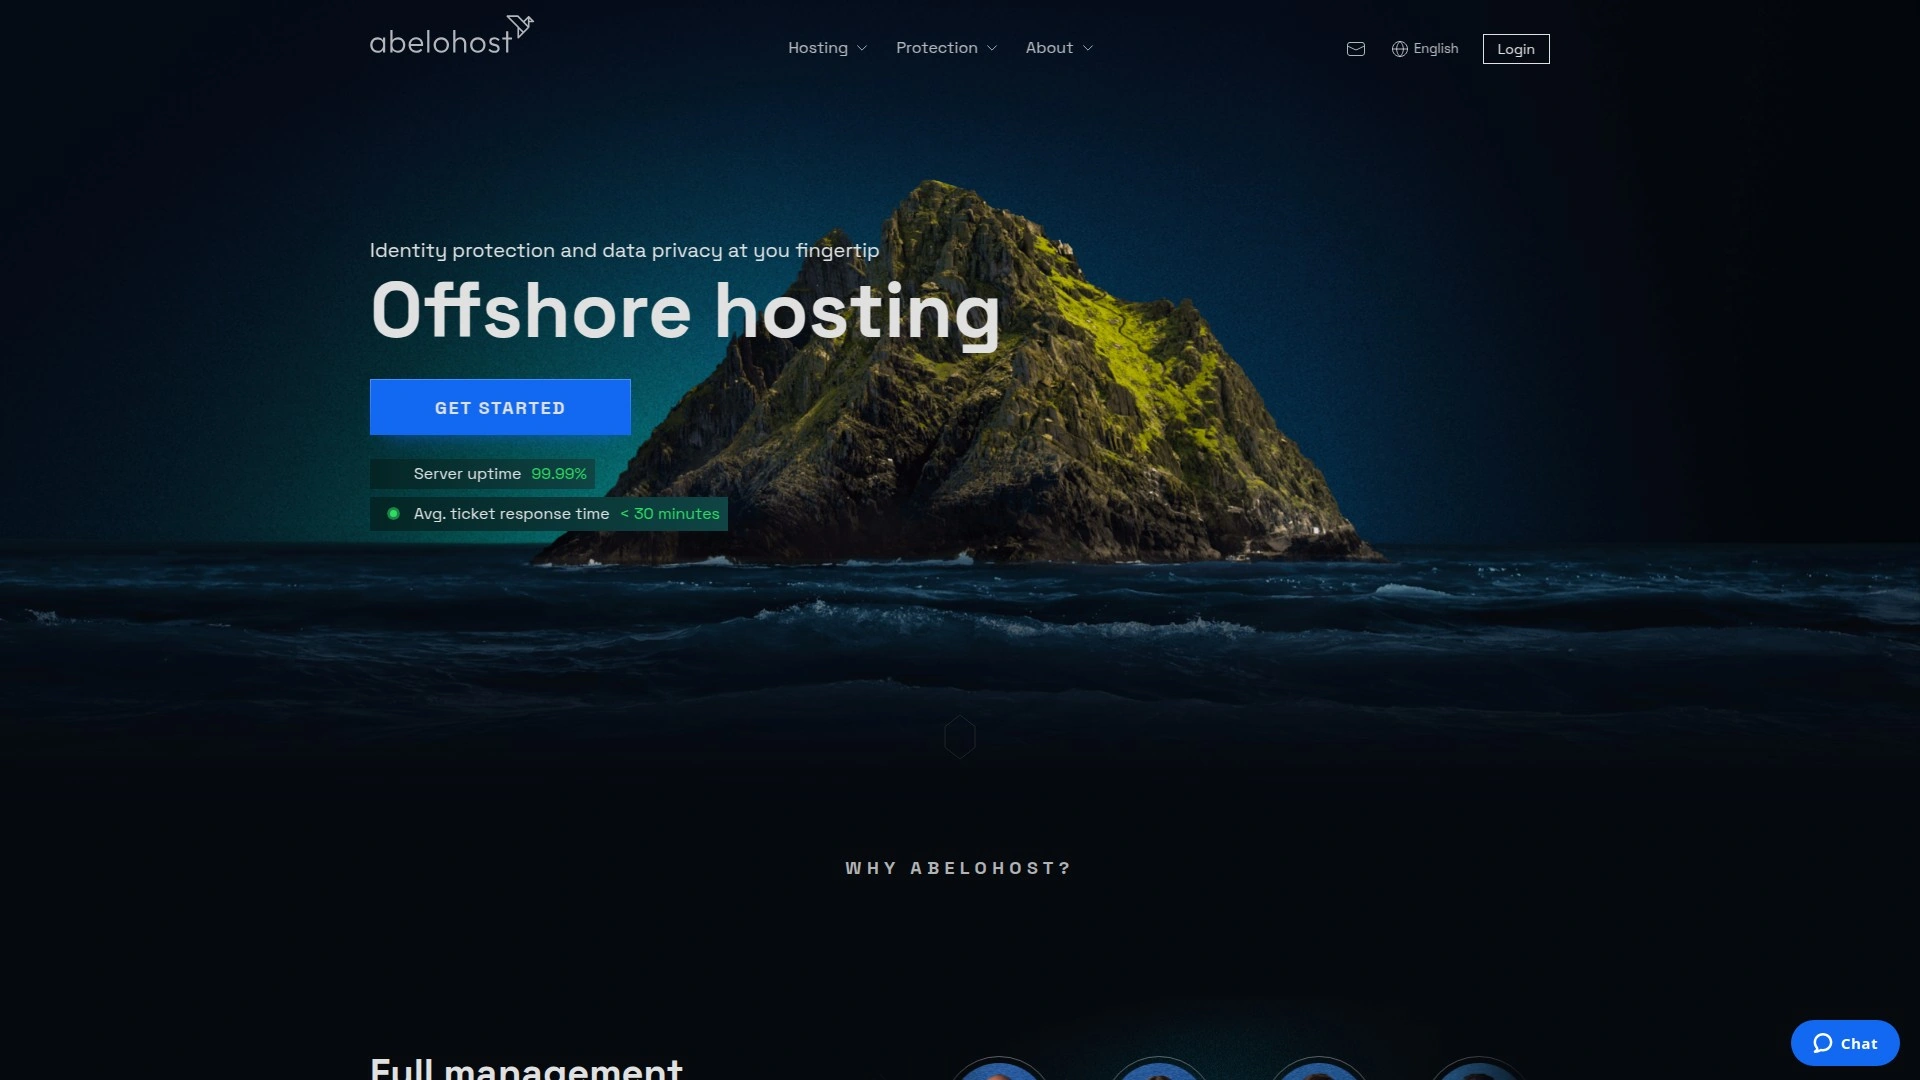 abelohost
Hosting
Protection
About
English
Login
Identity protection and data privacy at you fingertip
Offshore hosting
GET STARTED
Server uptime 99.99%
Avg. ticket response time < 30 minutes
WHY ABELOHOST?
Full management
Chat